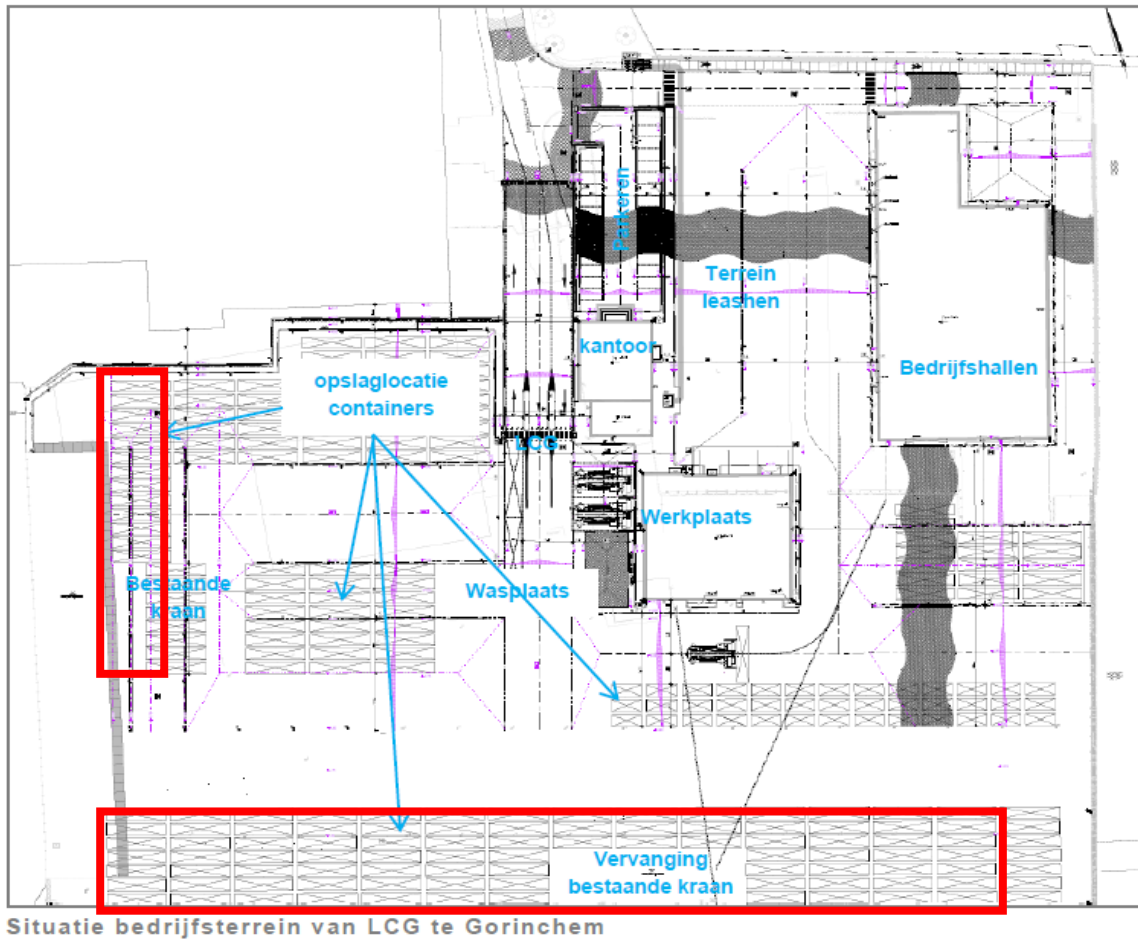 Parkeren
Terrein
leashen
kantoor
Bedrijfshallen
opslaglocatie
containers
LCG
Werkplaats
Bestaande
kraan
Wasplaats
Vervanging
bestaande kraan
Situatie bedrijfsterrein van LCG te Gorinchem